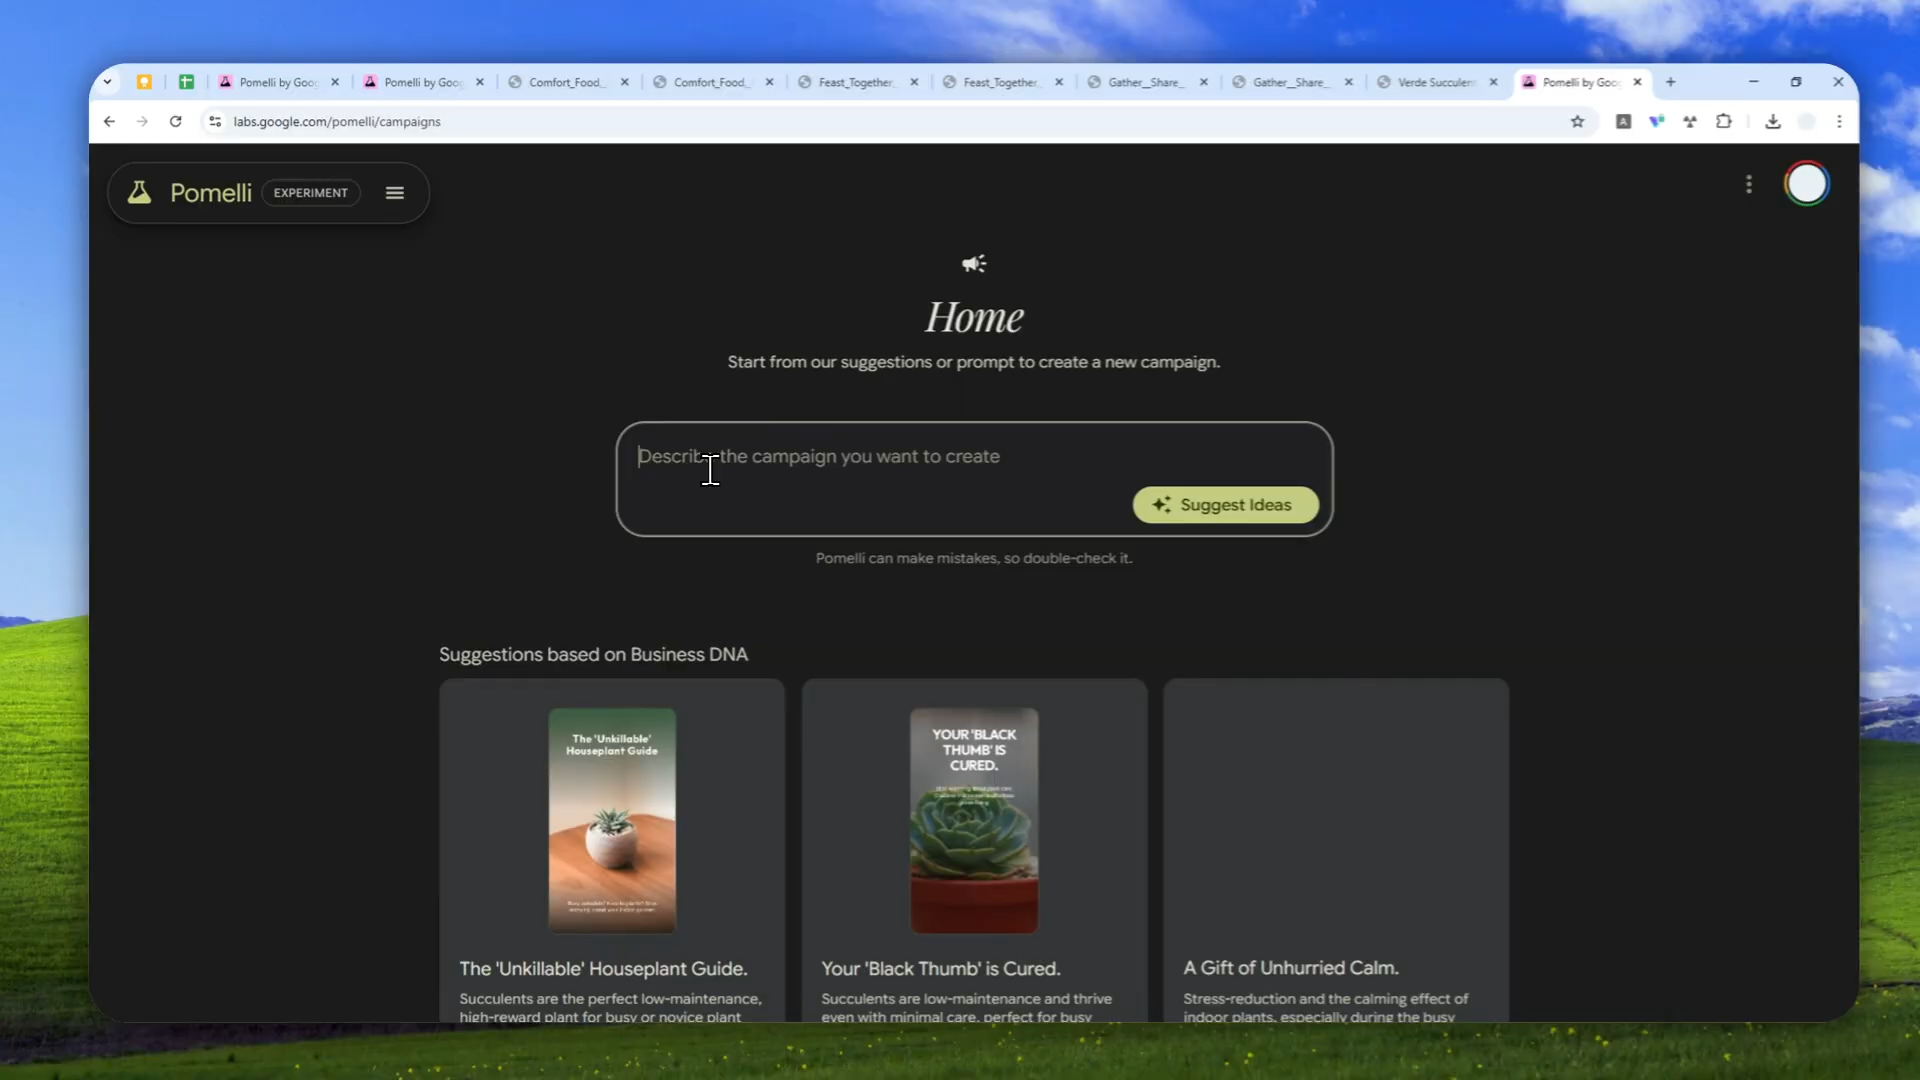 Pomelli by Goo
Pomelli by Goo
Comfort_Food_
Comfort_Food_
Feast_Together
Feast_Together
Gather__Share_
Gather__Share_
Verde Succulen
Pomelli by Goo
labs.google.com/pomelli/campaigns
Pomelli
EXPERIMENT
Home
Start from our suggestions or prompt to create a new campaign.
Describe the campaign you want to create
Suggest Ideas
Pomelli can make mistakes, so double-check it.
Suggestions based on Business DNA
The 'Unkillable'
Houseplant Guide
YOUR 'BLACK
THUMB' IS
CURED.
The 'Unkillable' Houseplant Guide.
Succulents are the perfect low-maintenance,
high-reward plant for busy or novice plant
Your 'Black Thumb' is Cured.
Succulents are low-maintenance and thrive
even with minimal care, perfect for busy
A Gift of Unhurried Calm.
Stress-reduction and the calming effect of
indoor plants, especially during the busy